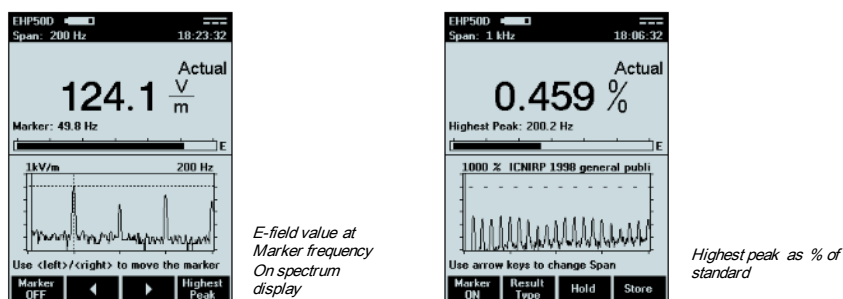 EHP50D
Span: 200 Hz 18:23:32
Actual
124.1 V/m
Marker: 49.8 Hz
E
1kV/m 200 Hz
Use <left>/<right> to move the marker
Marker OFF
Highest Peak
E-field value at
Marker frequency
On spectrum
display
EHP50D
Span: 1 kHz 18:06:32
Actual
0.459 %
Highest Peak: 200.2 Hz
E
1000 % ICNIRP 1998 general publi
Use arrow keys to change Span
Marker ON
Result Type
Hold
Store
Highest peak as % of
standard